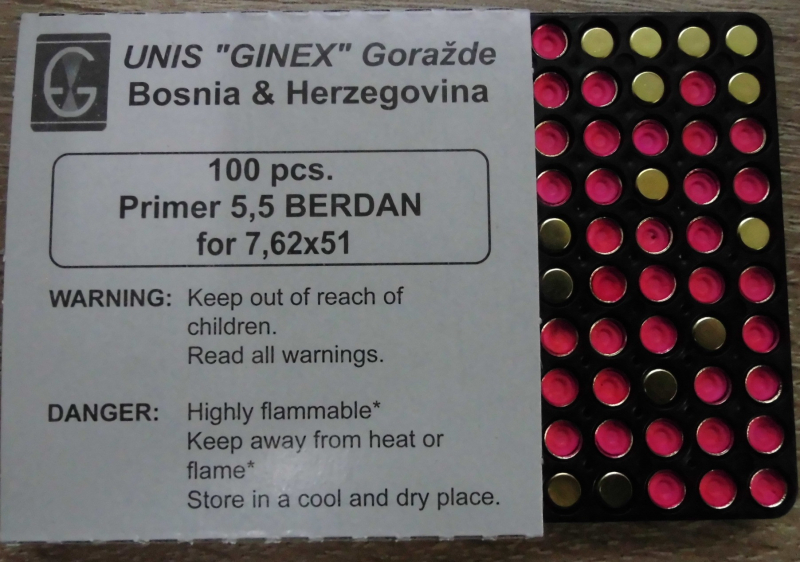 UNIS "GINEX" Goražde
Bosnia & Herzegovina
100 pcs.
Primer 5,5 BERDAN
for 7,62x51
WARNING: Keep out of reach of
children.
Read all warnings.
DANGER: Highly flammable*
Keep away from heat or
flame*
Store in a cool and dry place.